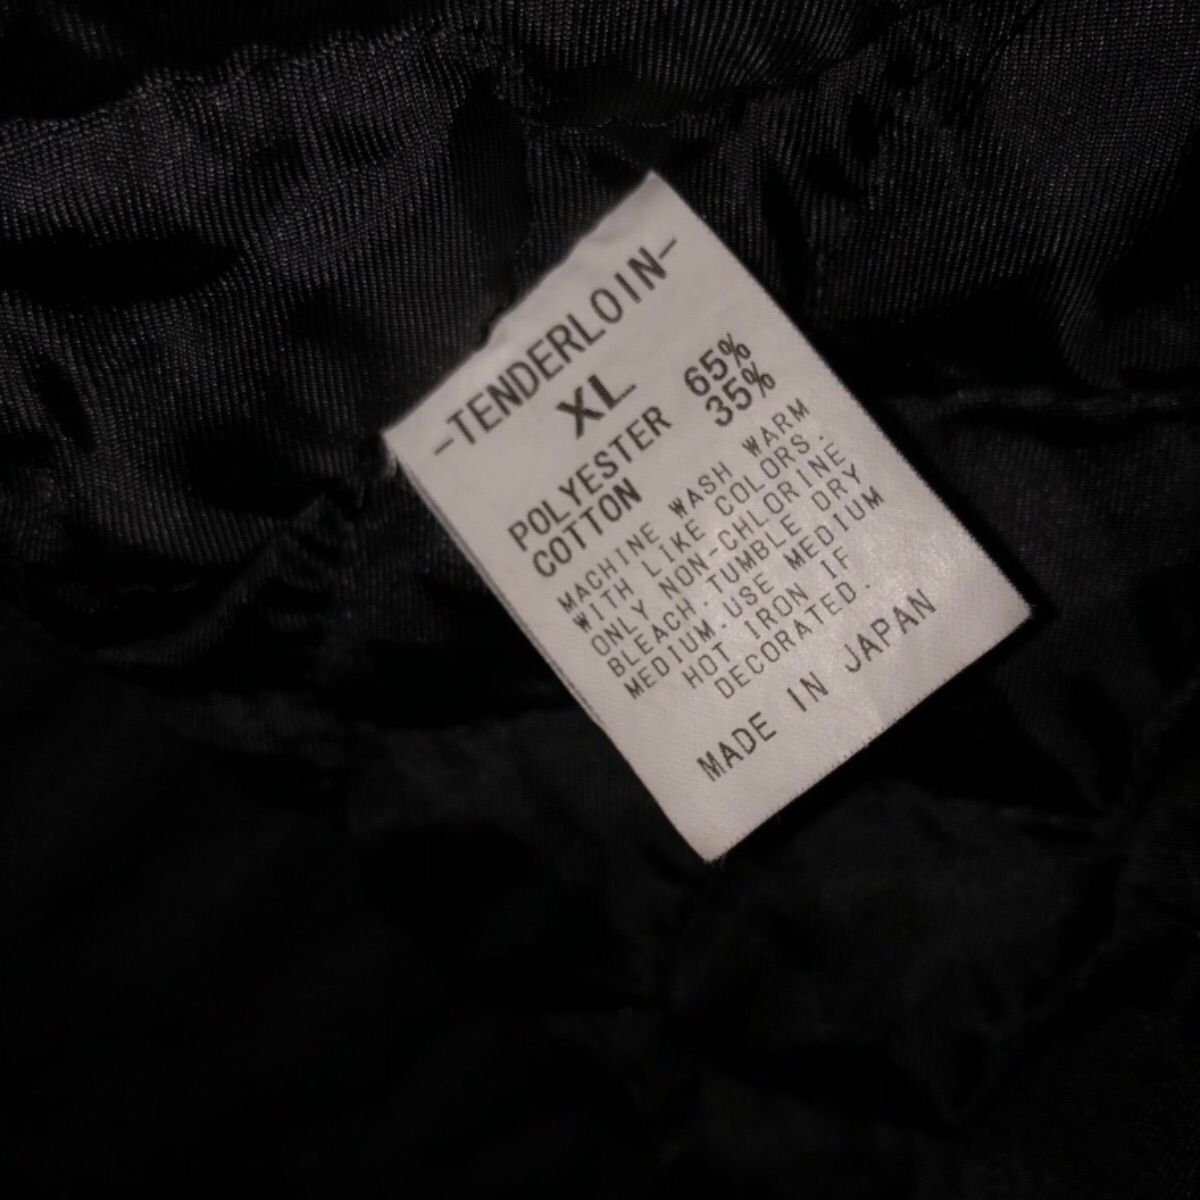 -TENDERLOIN-
XL
POLYESTER 65%
COTTON 35%
MACHINE WASH WARM
WITH LIKE COLORS.
ONLY NON-CHLORINE
BLEACH.TUMBLE DRY
MEDIUM.USE MEDIUM
HOT IRON IF
DECORATED.
MADE IN JAPAN